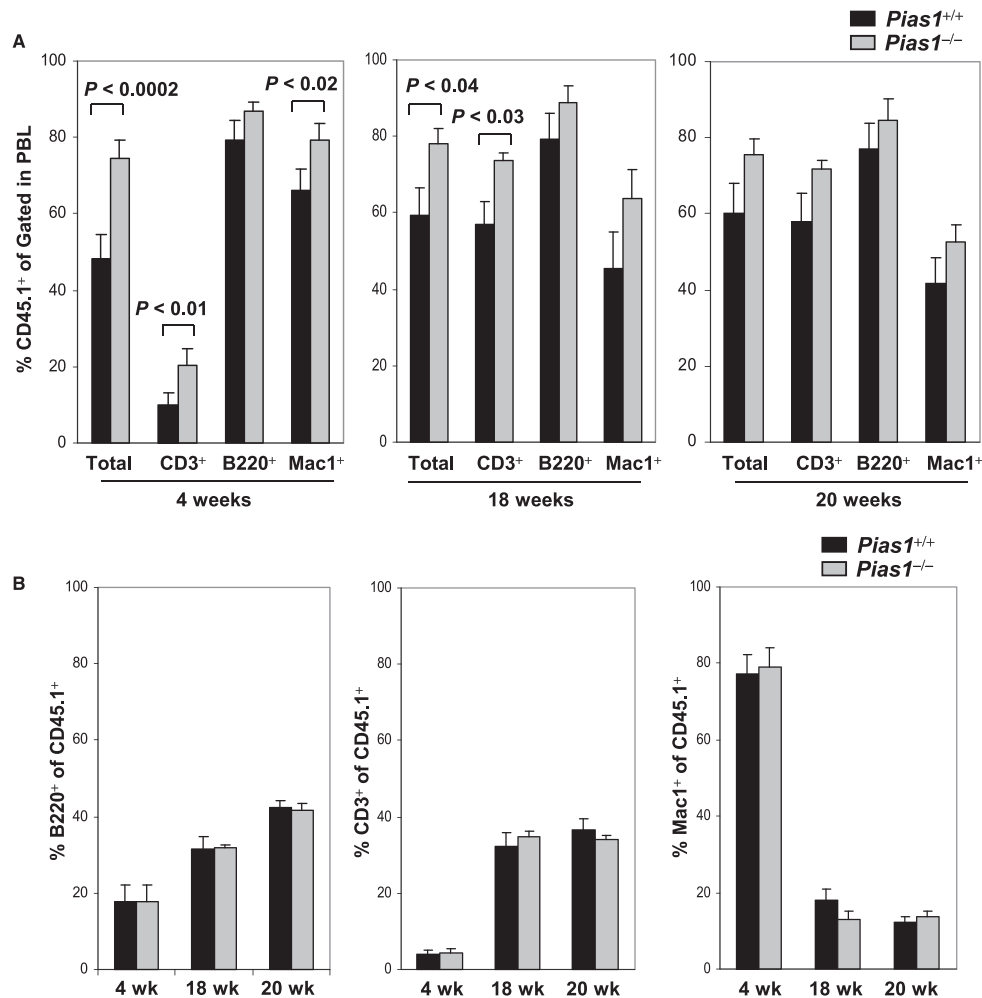 A
Pias1+/+
Pias1−/−
% CD45.1+ of Gated in PBL
100
80
60
40
20
0
P < 0.0002
P < 0.02
P < 0.01
Total CD3+ B220+ Mac1+
4 weeks
100
80
60
40
20
0
P < 0.04
P < 0.03
Total CD3+ B220+ Mac1+
18 weeks
100
80
60
40
20
0
Total CD3+ B220+ Mac1+
20 weeks
B
Pias1+/+
Pias1−/−
% B220+ of CD45.1+
100
80
60
40
20
0
4 wk 18 wk 20 wk
% CD3+ of CD45.1+
100
80
60
40
20
0
4 wk 18 wk 20 wk
% Mac1+ of CD45.1+
100
80
60
40
20
0
4 wk 18 wk 20 wk